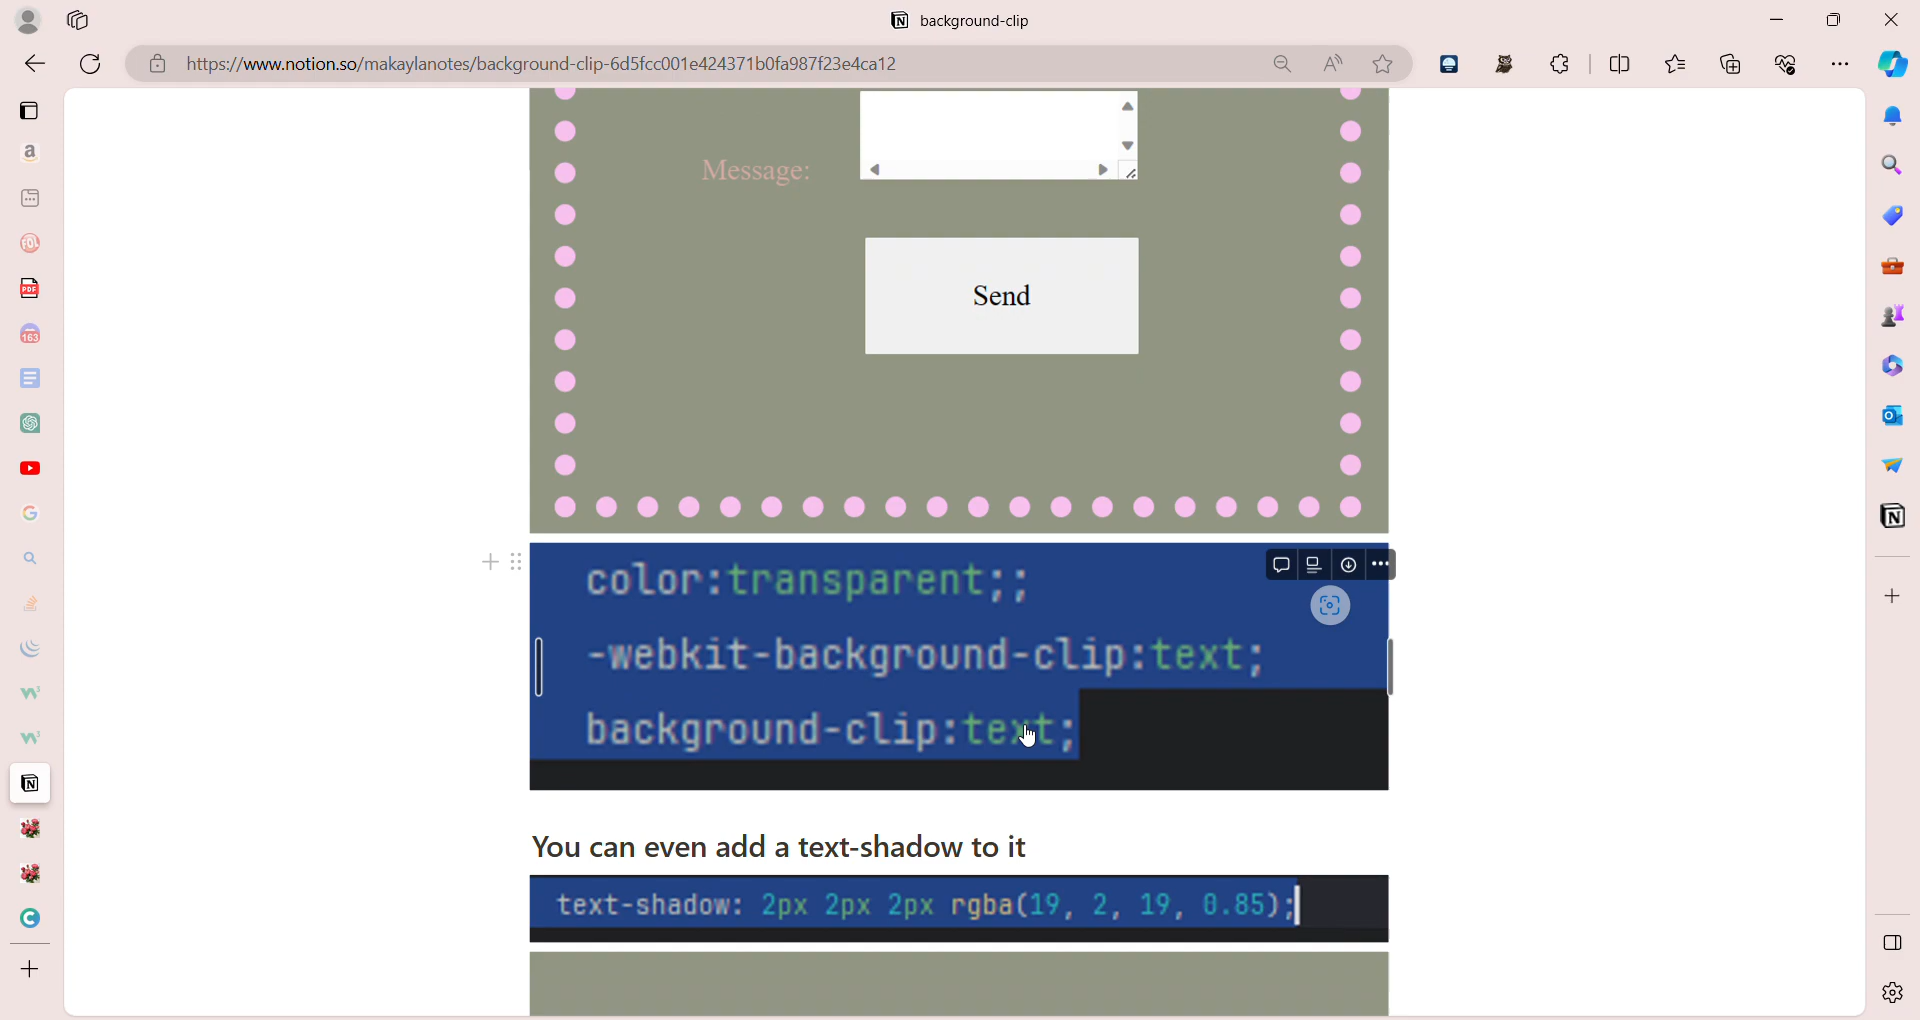 background-clip
https://www.notion.so/makaylanotes/background-clip-6d5fcc001e424371b0fa987f23e4ca12
Message:
Send
color:transparent;;
-webkit-background-clip:text;
background-clip:text;
You can even add a text-shadow to it
text-shadow: 2px 2px 2px rgba(19, 2, 19, 0.85);